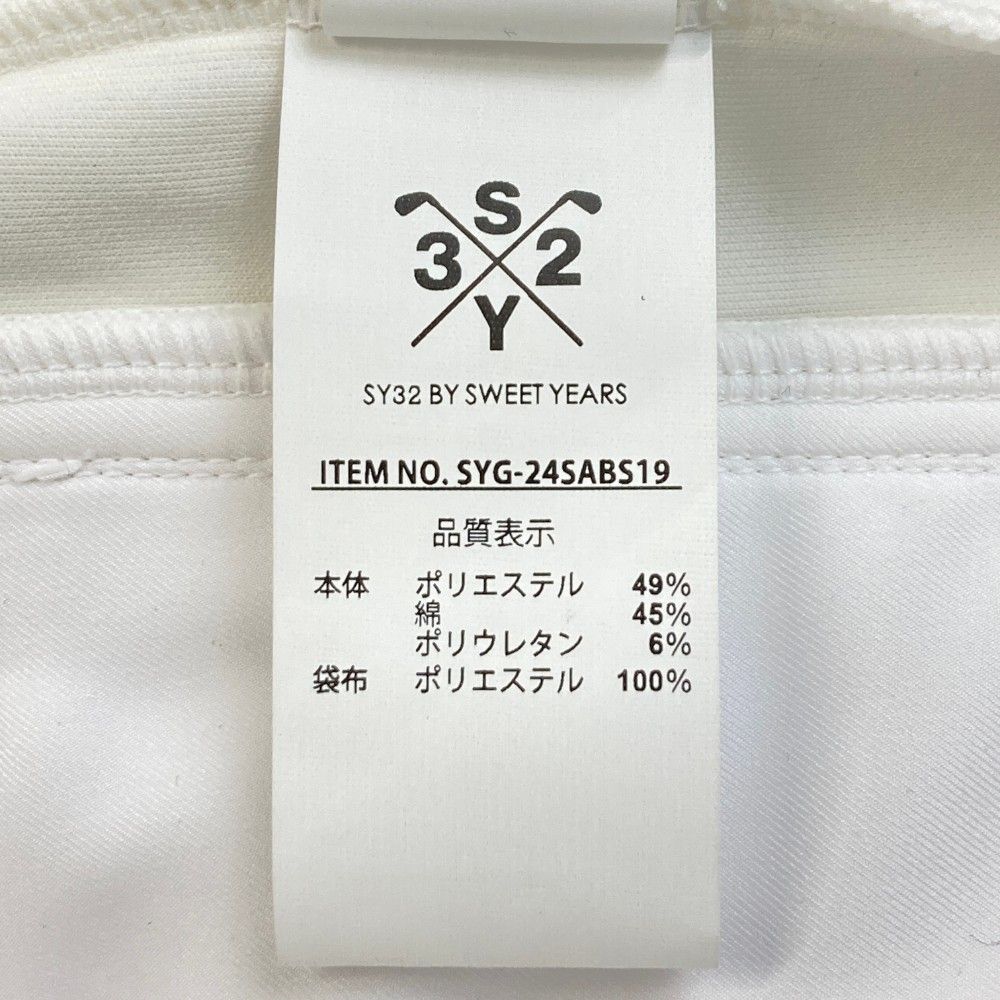 S
3 2
Y
SY32 BY SWEET YEARS
ITEM NO. SYG-24SABS19
品質表示
本体 ポリエステル 49%
綿 45%
ポリウレタン 6%
袋布 ポリエステル 100%